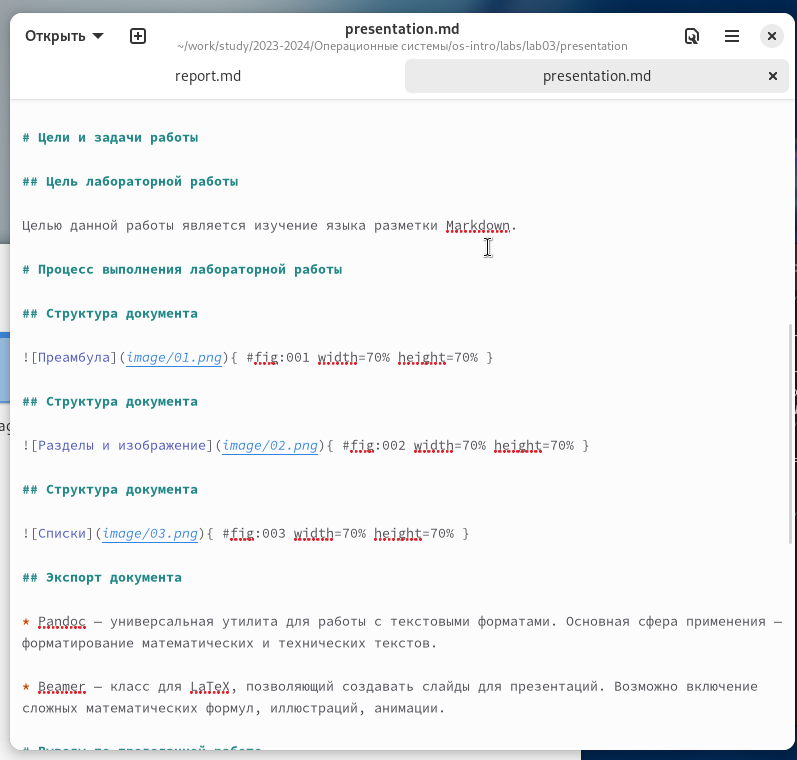 Открыть
presentation.md
~/work/study/2023-2024/Операционные системы/os-intro/labs/lab03/presentation
report.md
presentation.md
# Цели и задачи работы
## Цель лабораторной работы
Целью данной работы является изучение языка разметки Markdown.
# Процесс выполнения лабораторной работы
## Структура документа
![Преамбула](image/01.png){ #fig:001 width=70% height=70% }
## Структура документа
![Разделы и изображение](image/02.png){ #fig:002 width=70% height=70% }
## Структура документа
![Списки](image/03.png){ #fig:003 width=70% height=70% }
## Экспорт документа
* Pandoc — универсальная утилита для работы с текстовыми форматами. Основная сфера применения —
форматирование математических и технических текстов.
* Beamer — класс для LaTeX, позволяющий создавать слайды для презентаций. Возможно включение
сложных математических формул, иллюстраций, анимации.